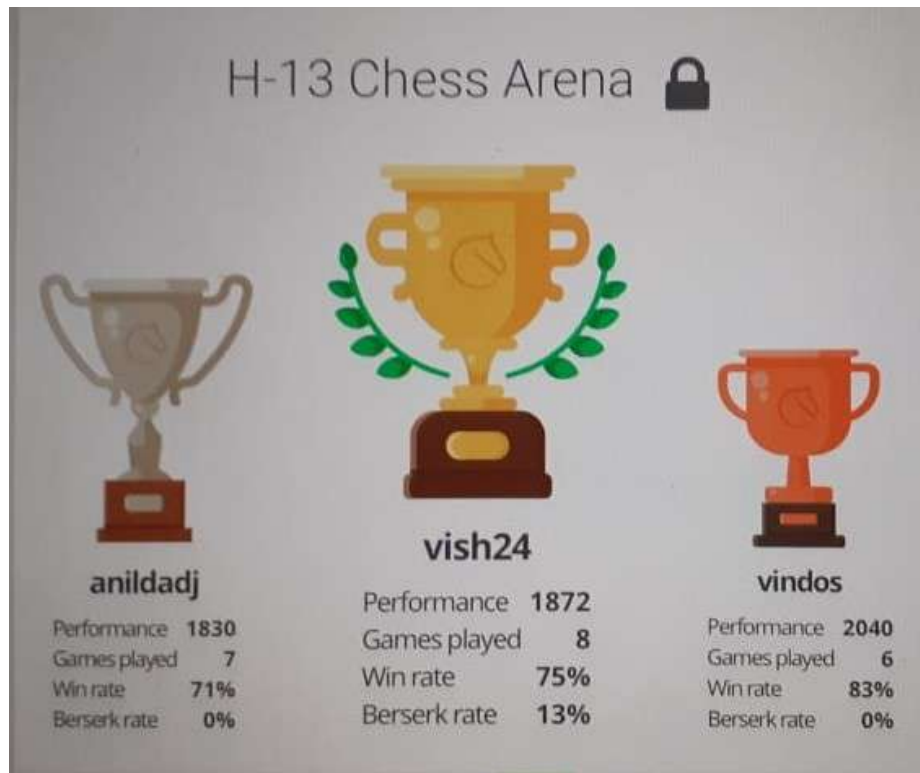 H-13 Chess Arena
anildadj
Performance 1830
Games played 7
Win rate 71%
Berserk rate 0%
vish24
Performance 1872
Games played 8
Win rate 75%
Berserk rate 13%
vindos
Performance 2040
Games played 6
Win rate 83%
Berserk rate 0%